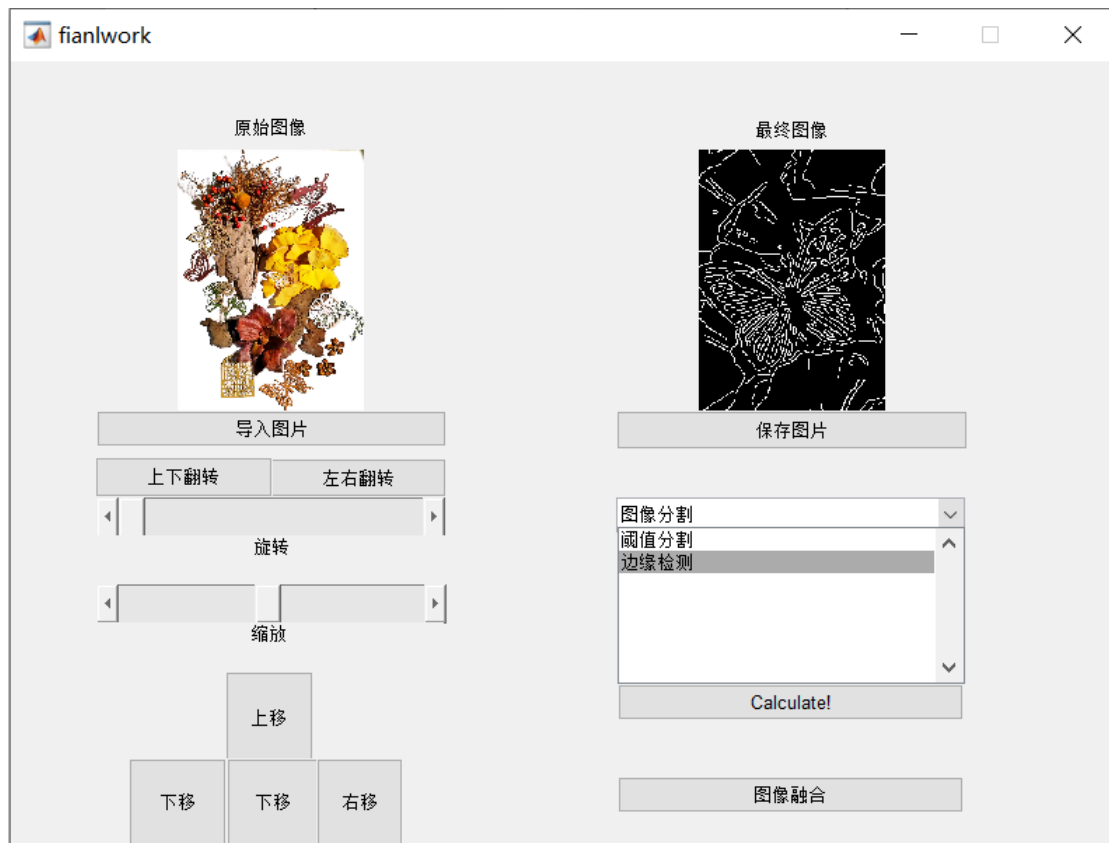 fianlwork
原始图像
最终图像
导入图片
保存图片
上下翻转
左右翻转
旋转
缩放
图像分割
阈值分割
边缘检测
Calculate!
上移
下移
下移
右移
图像融合